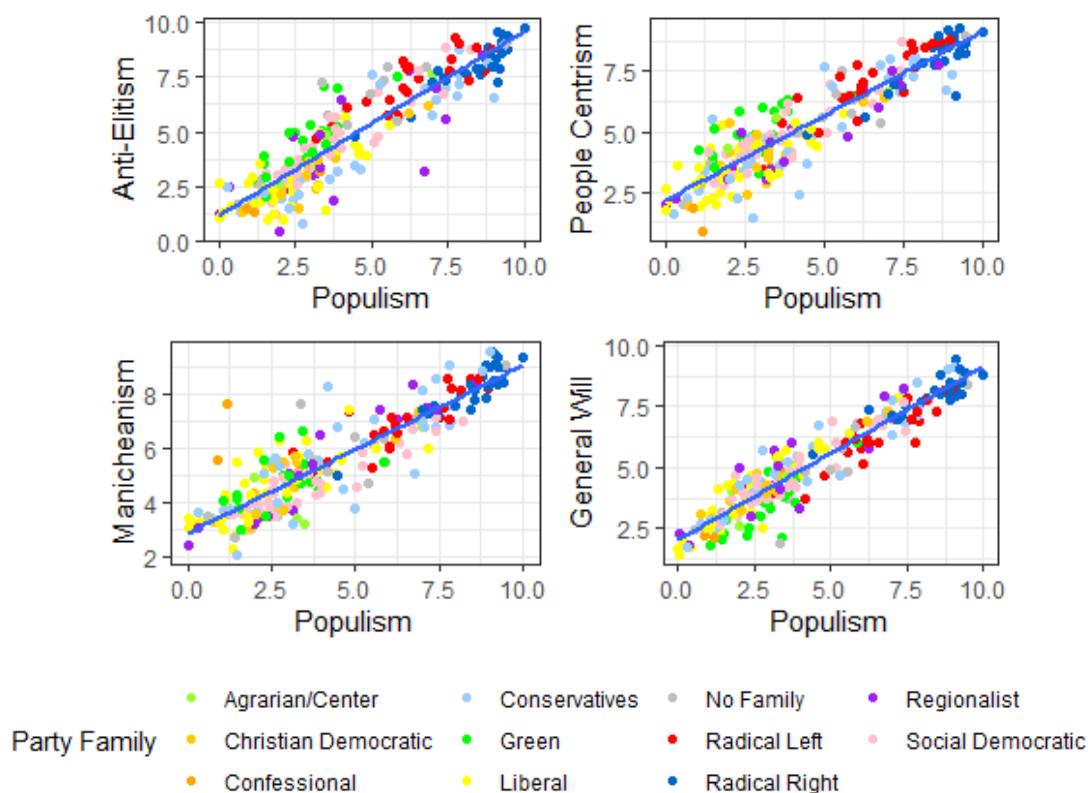 Anti-Elitism
10.0
7.5
5.0
2.5
0.0
0.0 2.5 5.0 7.5 10.0
Populism
People Centrism
7.5
5.0
2.5
0.0 2.5 5.0 7.5 10.0
Populism
Manicheanism
8
6
4
2
0.0 2.5 5.0 7.5 10.0
Populism
General Will
10.0
7.5
5.0
2.5
0.0 2.5 5.0 7.5 10.0
Populism
Party Family
Agrarian/Center
Christian Democratic
Confessional
Conservatives
Green
Liberal
No Family
Radical Left
Radical Right
Regionalist
Social Democratic